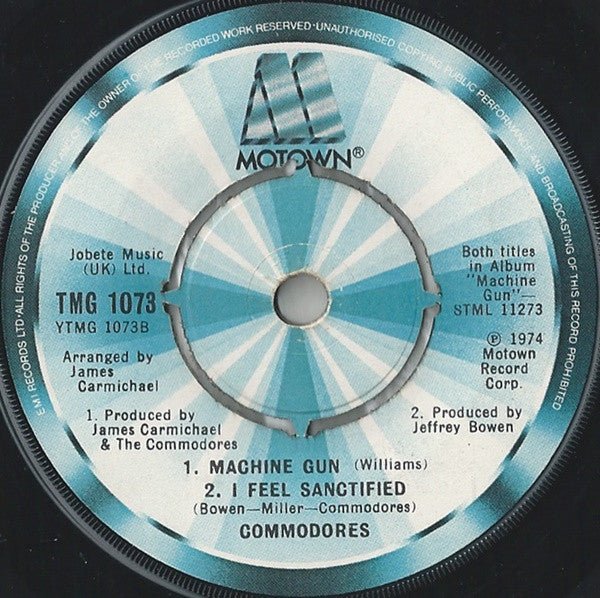 EMI RECORDS LTD·ALL RIGHTS OF THE PRODUCER AND OF THE OWNER OF THE RECORDED WORK RESERVED·UNAUTHORISED COPYING PUBLIC PERFORMANCE AND BROADCASTING OF THIS RECORD PROHIBITED
MOTOWN®
Jobete Music
(UK) Ltd.
TMG 1073
YTMG 1073B
Arranged by
James
Carmichael
1. Produced by
James Carmichael
& The Commodores
Both titles
in Album
"Machine
Gun"—
STML 11273
℗ 1974
Motown
Record
Corp.
2. Produced by
Jeffrey Bowen
1. MACHINE GUN (Williams)
2. I FEEL SANCTIFIED
(Bowen—Miller—Commodores)
COMMODORES